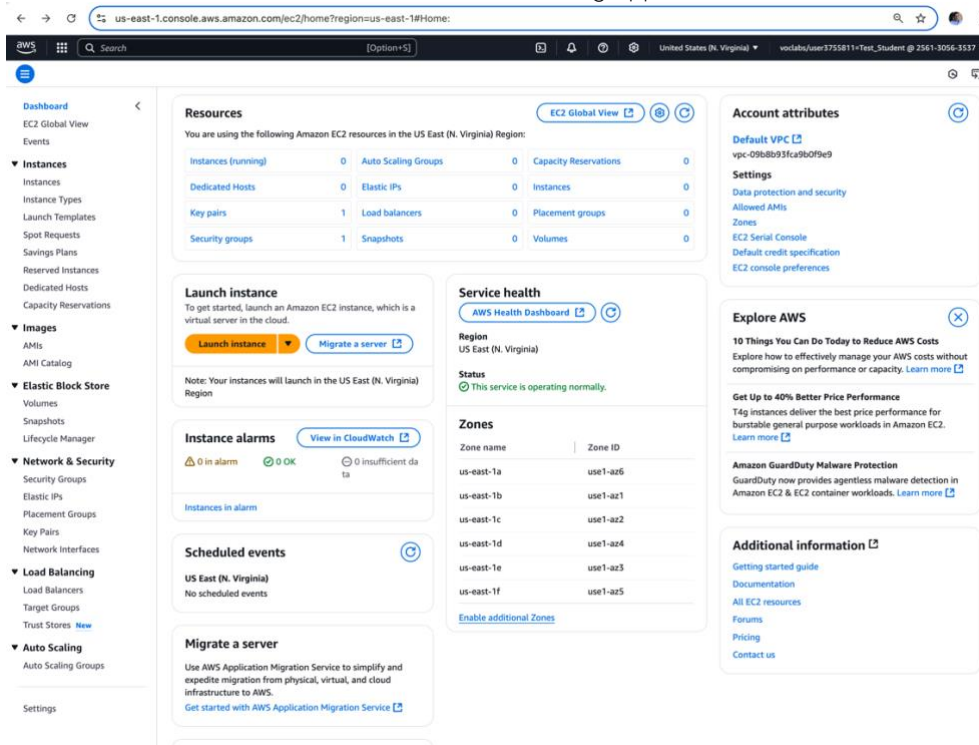 us-east-1.console.aws.amazon.com/ec2/home?region=us-east-1#Home:
aws
Search
[Option+S]
United States (N. Virginia)
voclabs/user3755811=Test_Student @ 2561-3056-3537
Dashboard
EC2 Global View
Events
Instances
Instances
Instance Types
Launch Templates
Spot Requests
Savings Plans
Reserved Instances
Dedicated Hosts
Capacity Reservations
Images
AMIs
AMI Catalog
Elastic Block Store
Volumes
Snapshots
Lifecycle Manager
Network & Security
Security Groups
Elastic IPs
Placement Groups
Key Pairs
Network Interfaces
Load Balancing
Load Balancers
Target Groups
Trust Stores New
Auto Scaling
Auto Scaling Groups
Settings
Resources
EC2 Global View
You are using the following Amazon EC2 resources in the US East (N. Virginia) Region:
Instances (running) 0 Auto Scaling Groups 0 Capacity Reservations 0
Dedicated Hosts 0 Elastic IPs 0 Instances 0
Key pairs 1 Load balancers 0 Placement groups 0
Security groups 1 Snapshots 0 Volumes 0
Launch instance
To get started, launch an Amazon EC2 instance, which is a
virtual server in the cloud.
Launch instance
Migrate a server
Note: Your instances will launch in the US East (N. Virginia)
Region
Instance alarms
View in CloudWatch
0 in alarm 0 OK 0 insufficient da
ta
Instances in alarm
Scheduled events
US East (N. Virginia)
No scheduled events
Migrate a server
Use AWS Application Migration Service to simplify and
expedite migration from physical, virtual, and cloud
infrastructure to AWS.
Get started with AWS Application Migration Service
Service health
AWS Health Dashboard
Region
US East (N. Virginia)
Status
This service is operating normally.
Zones
Zone name Zone ID
us-east-1a use1-az6
us-east-1b use1-az1
us-east-1c use1-az2
us-east-1d use1-az4
us-east-1e use1-az3
us-east-1f use1-az5
Enable additional Zones
Account attributes
Default VPC
vpc-09b8b93fca9b0f9e9
Settings
Data protection and security
Allowed AMIs
Zones
EC2 Serial Console
Default credit specification
EC2 console preferences
Explore AWS
10 Things You Can Do Today to Reduce AWS Costs
Explore how to effectively manage your AWS costs without
compromising on performance or capacity. Learn more
Get Up to 40% Better Price Performance
T4g instances deliver the best price performance for
burstable general purpose workloads in Amazon EC2.
Learn more
Amazon GuardDuty Malware Protection
GuardDuty now provides agentless malware detection in
Amazon EC2 & EC2 container workloads. Learn more
Additional information
Getting started guide
Documentation
All EC2 resources
Forums
Pricing
Contact us